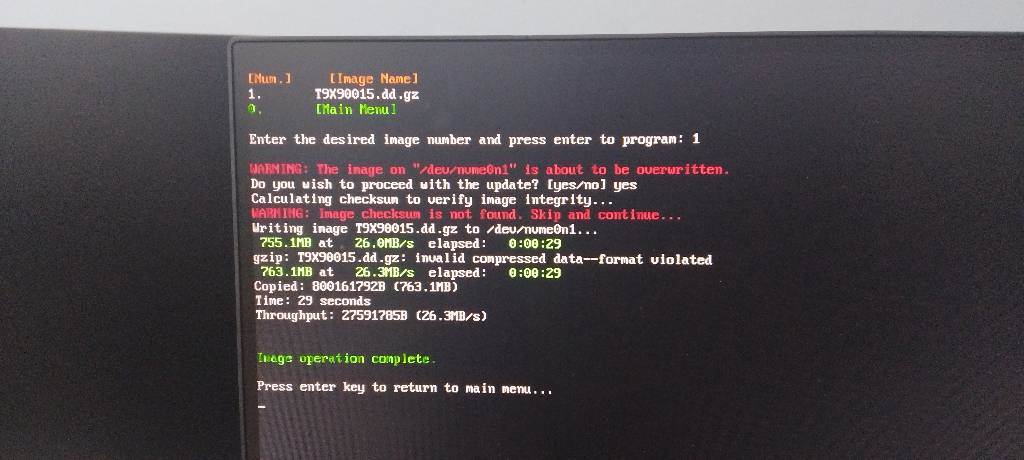 [Num.] [Image Name]
1. T9X90015.dd.gz
0. [Main Menu]
Enter the desired image number and press enter to program: 1
WARNING: The image on "/dev/nvme0n1" is about to be overwritten.
Do you wish to proceed with the update? [yes/no] yes
Calculating checksum to verify image integrity...
WARNING: Image checksum is not found. Skip and continue...
Writing image T9X90015.dd.gz to /dev/nvme0n1...
755.1MB at 26.0MB/s elapsed: 0:00:29
gzip: T9X90015.dd.gz: invalid compressed data--format violated
763.1MB at 26.3MB/s elapsed: 0:00:29
Copied: 800161792B (763.1MB)
Time: 29 seconds
Throughput: 27591785B (26.3MB/s)
Image operation complete.
Press enter key to return to main menu...
_